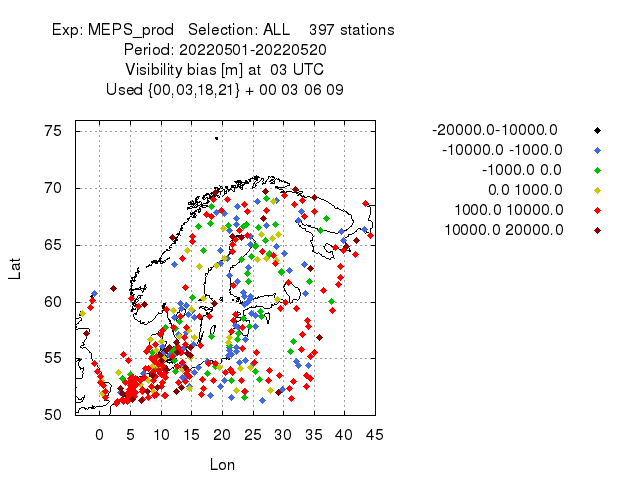 Exp: MEPS_prod   Selection: ALL    397 stations
Period: 20220501-20220520
Visibility bias [m] at  03 UTC
Used {00,03,18,21} + 00 03 06 09
-20000.0-10000.0
-10000.0 -1000.0
-1000.0 0.0
0.0 1000.0
1000.0 10000.0
10000.0 20000.0
75
70
65
60
55
50
Lat
0 5 10 15 20 25 30 35 40 45
Lon